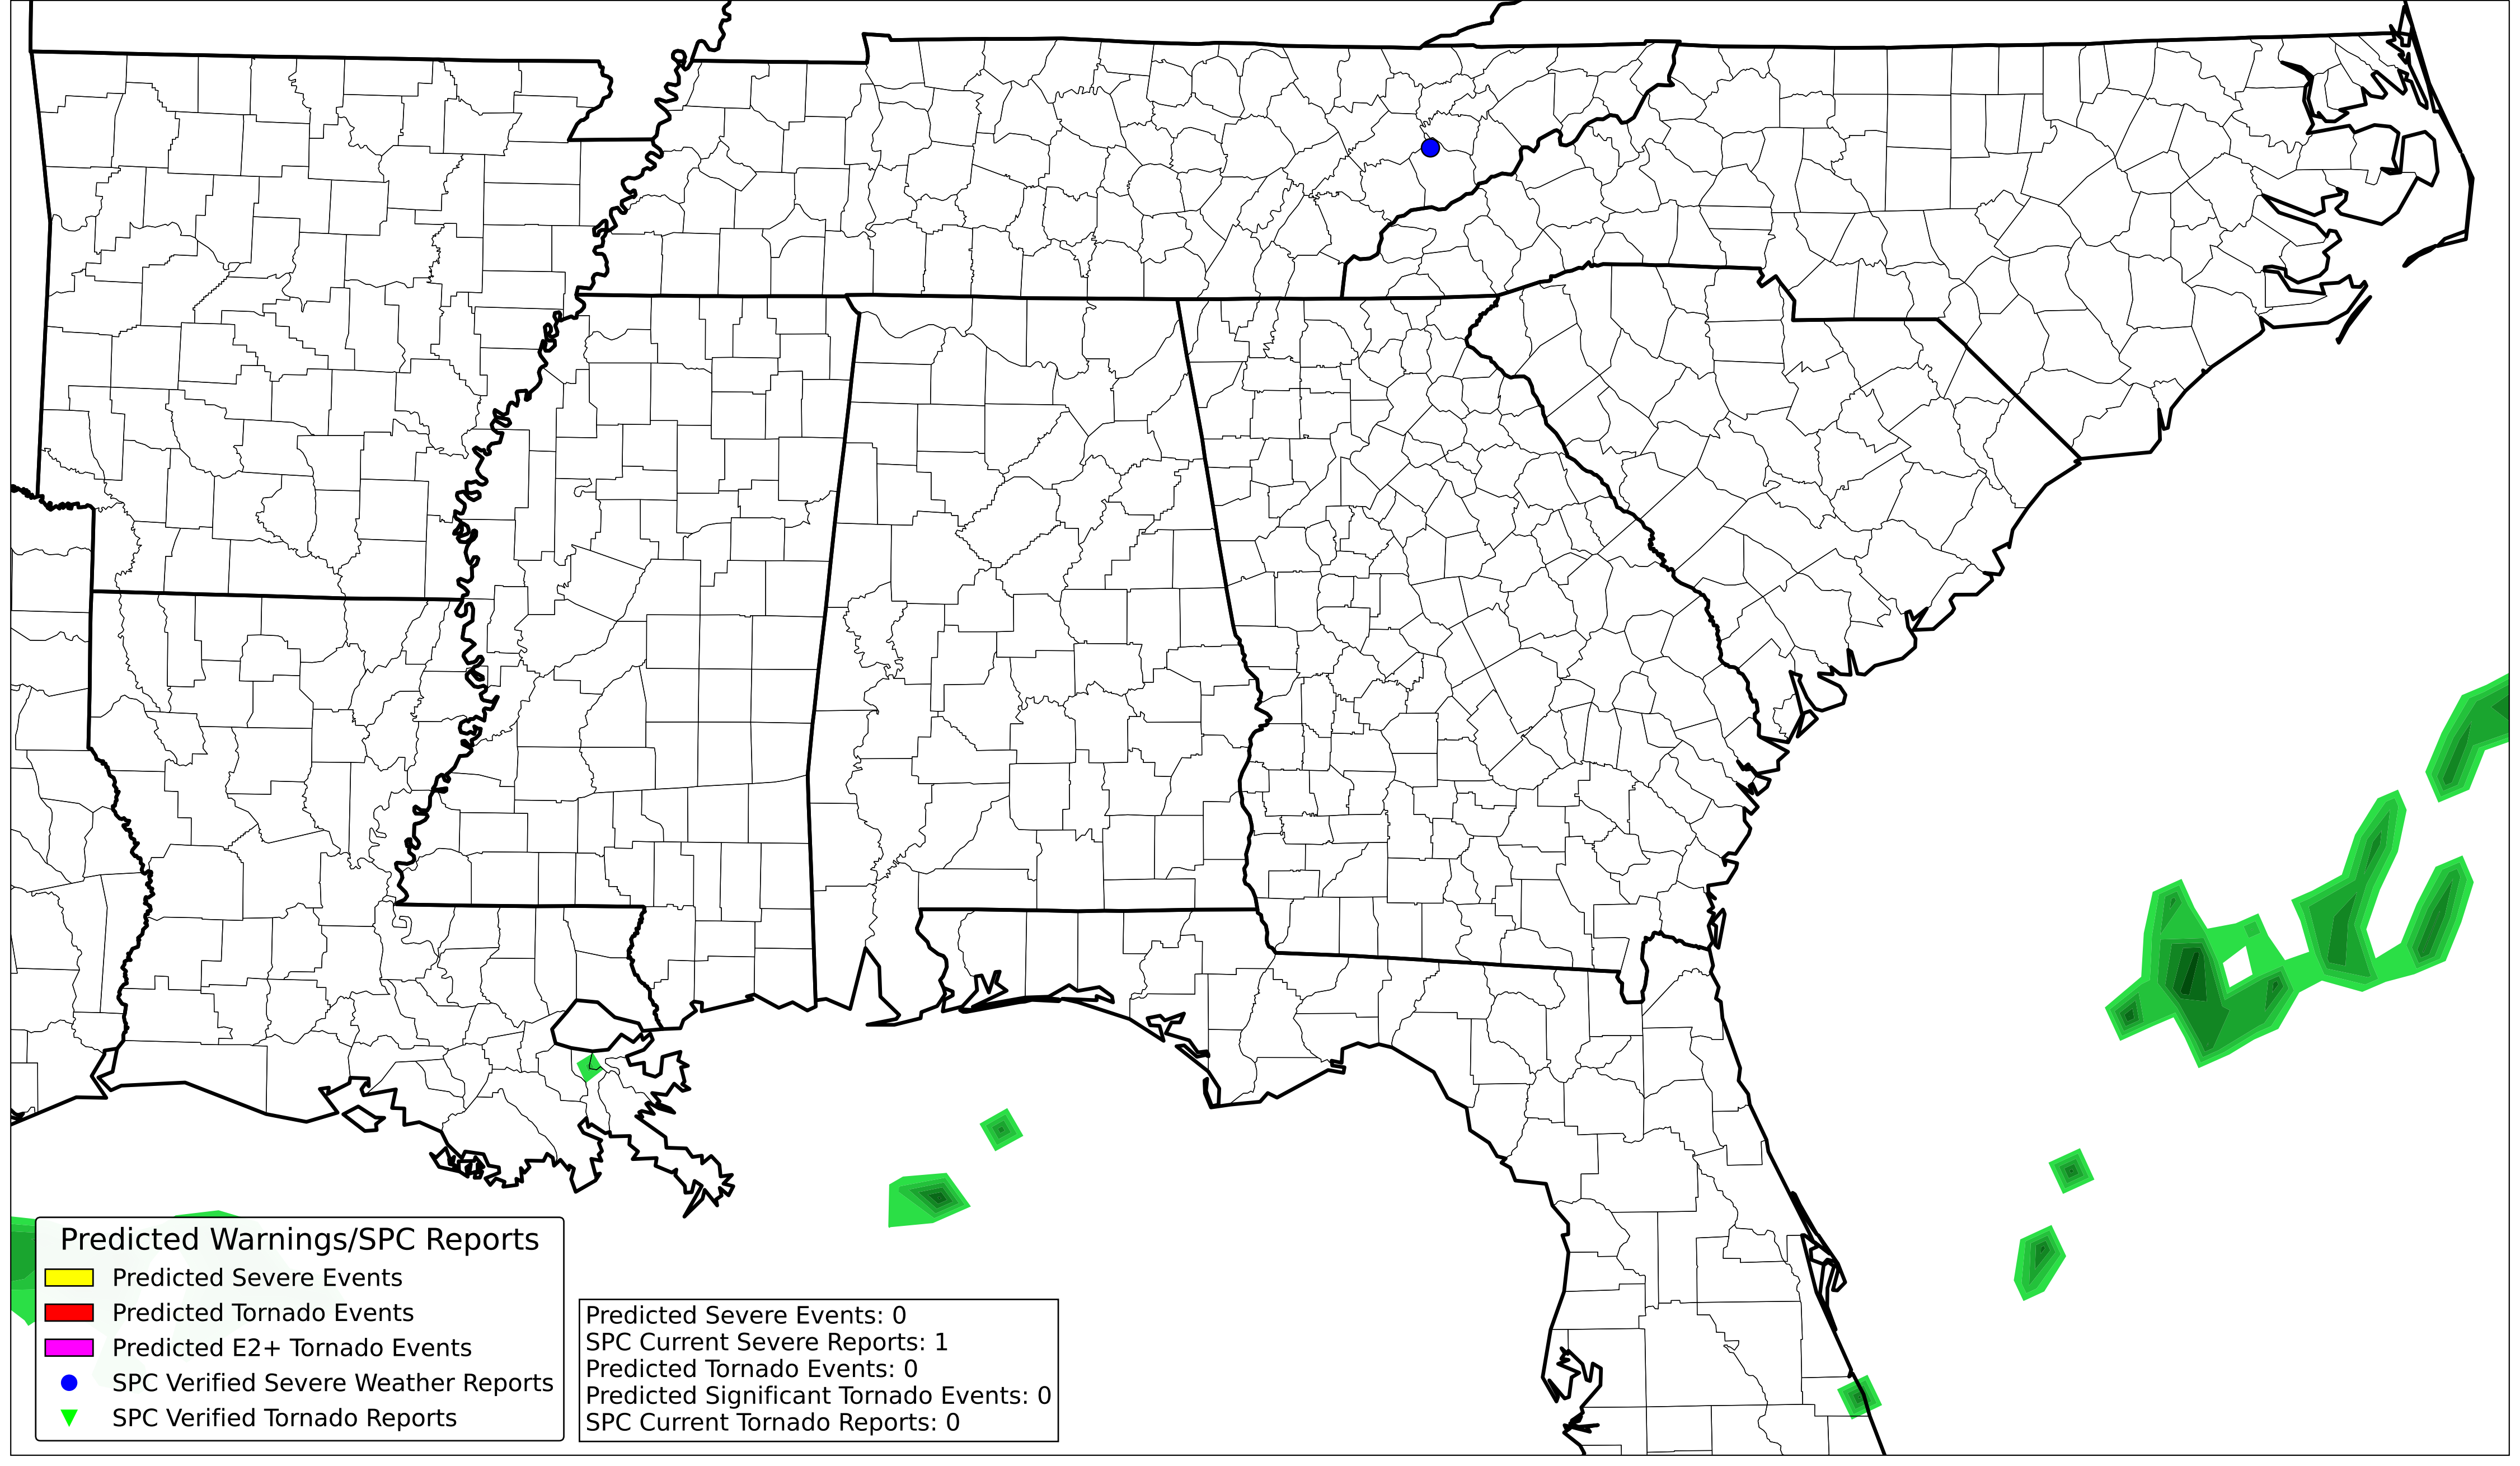 Predicted Warnings/SPC Reports
Predicted Severe Events
Predicted Tornado Events
Predicted E2+ Tornado Events
SPC Verified Severe Weather Reports
SPC Verified Tornado Reports
Predicted Severe Events: 0
SPC Current Severe Reports: 1
Predicted Tornado Events: 0
Predicted Significant Tornado Events: 0
SPC Current Tornado Reports: 0